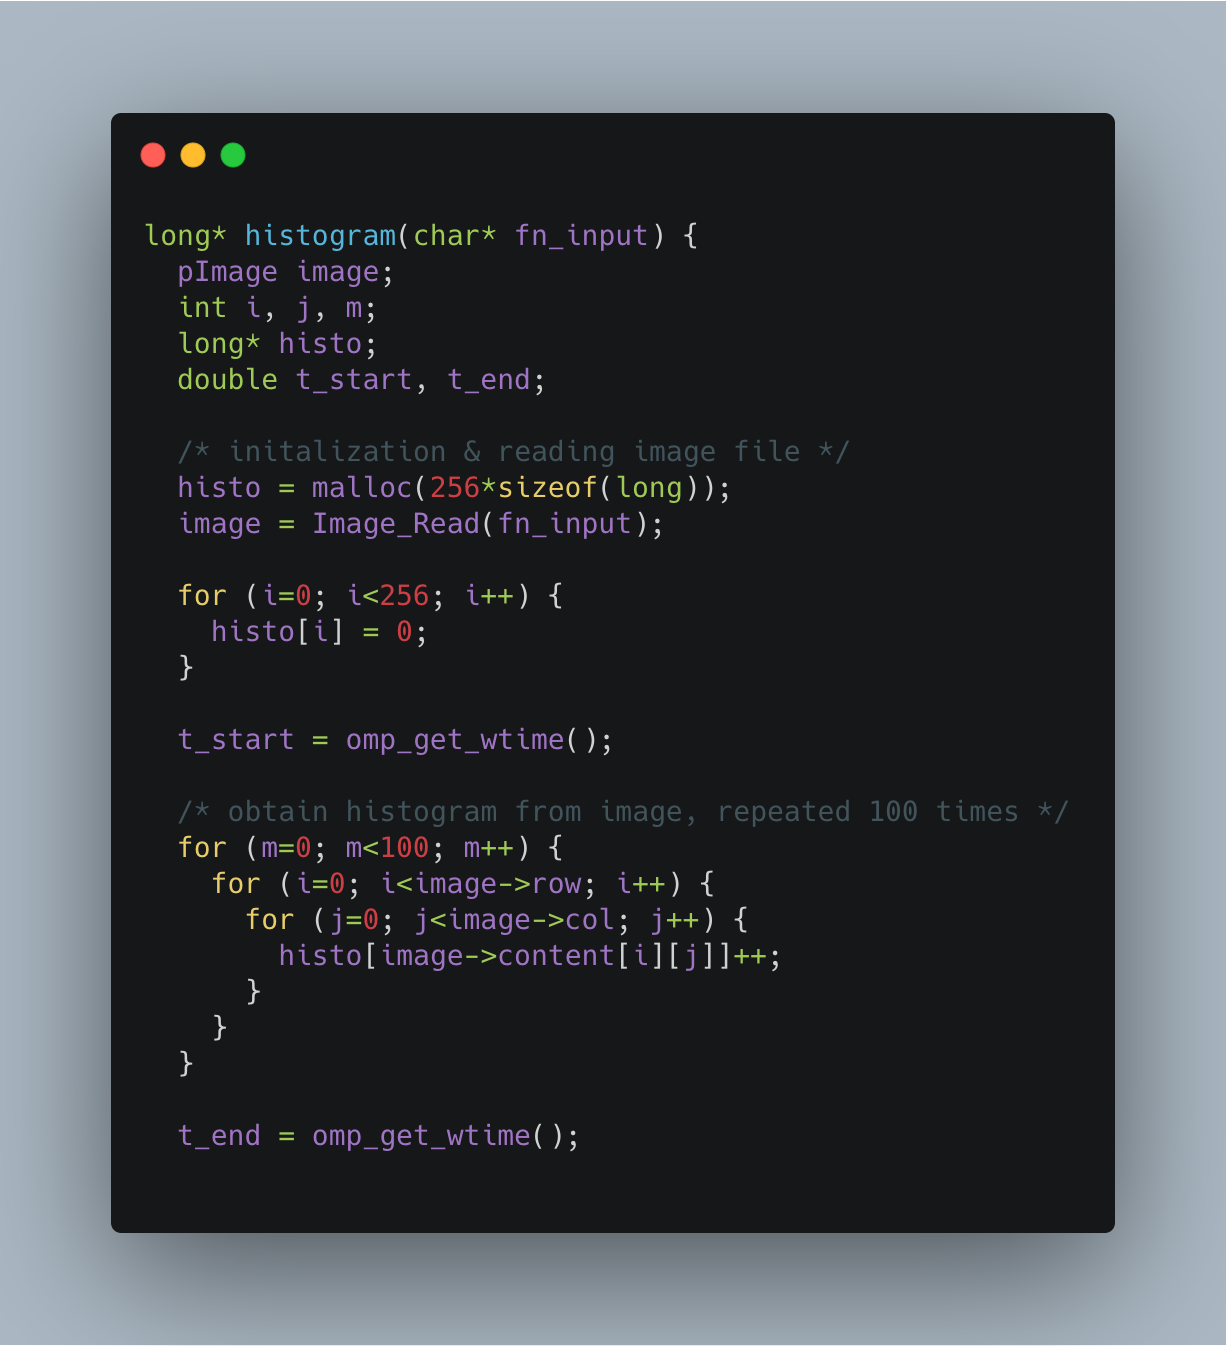 long* histogram(char* fn_input) {
  pImage image;
  int i, j, m;
  long* histo;
  double t_start, t_end;

  /* initalization & reading image file */
  histo = malloc(256*sizeof(long));
  image = Image_Read(fn_input);

  for (i=0; i<256; i++) {
    histo[i] = 0;
  }

  t_start = omp_get_wtime();

  /* obtain histogram from image, repeated 100 times */
  for (m=0; m<100; m++) {
    for (i=0; i<image->row; i++) {
      for (j=0; j<image->col; j++) {
        histo[image->content[i][j]]++;
      }
    }
  }

  t_end = omp_get_wtime();